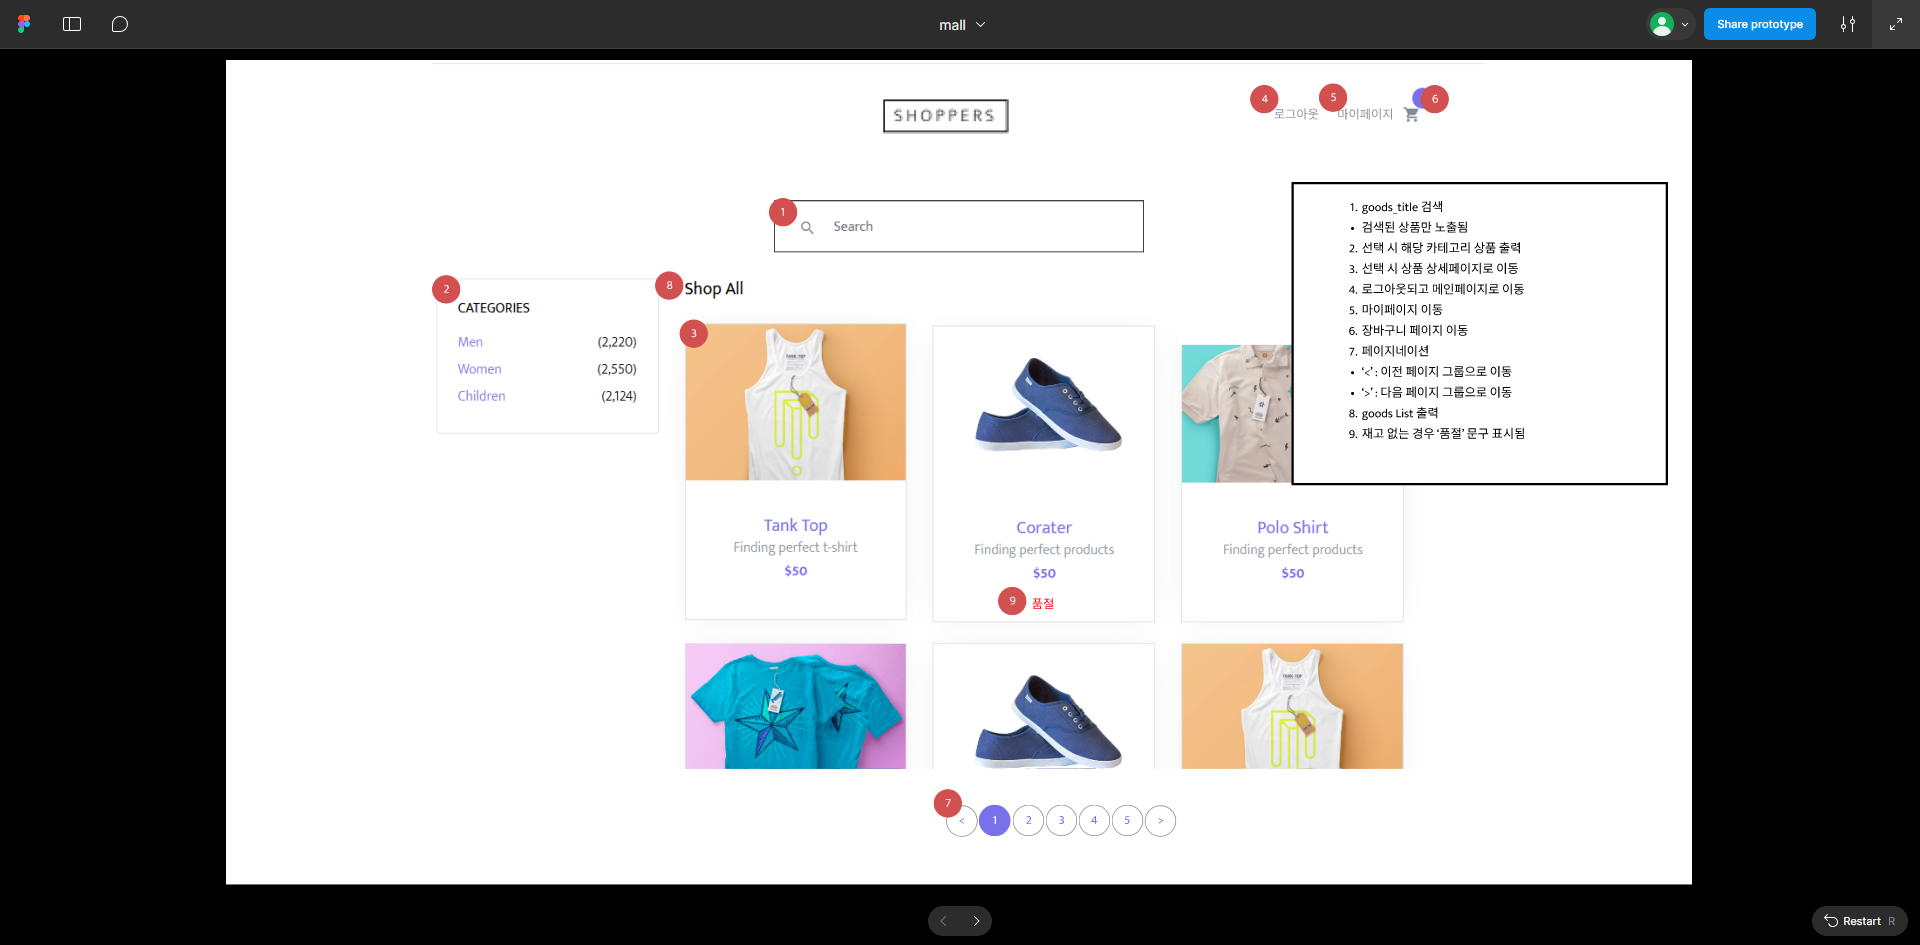 mall
Share prototype
SHOPPERS
4
로그아웃
5
마이페이지
6
1
Search
1. goods_title 검색
• 검색된 상품만 노출됨
2. 선택 시 해당 카테고리 상품 출력
3. 선택 시 상품 상세페이지로 이동
4. 로그아웃되고 메인페이지로 이동
5. 마이페이지 이동
6. 장바구니 페이지 이동
7. 페이지네이션
• ‘<’ : 이전 페이지 그룹으로 이동
• ‘>’ : 다음 페이지 그룹으로 이동
8. goods List 출력
9. 재고 없는 경우 ‘품절’ 문구 표시됨
2
CATEGORIES
Men (2,220)
Women (2,550)
Children (2,124)
8
Shop All
3
TANK TOP
Tank Top
Finding perfect t-shirt
$50
Corater
Finding perfect products
$50
9
품절
Polo Shirt
Finding perfect products
$50
TANK TOP
7
< 1 2 3 4 5 >
Restart R